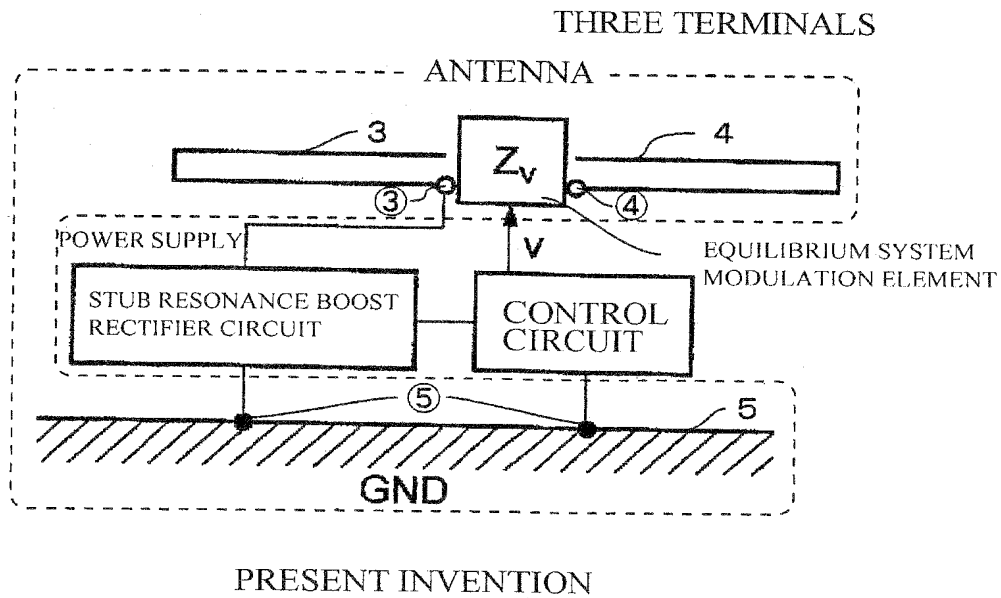 THREE TERMINALS
ANTENNA
3
4
Zv
③
④
POWER SUPPLY
V
EQUILIBRIUM SYSTEM
MODULATION ELEMENT
STUB RESONANCE BOOST
RECTIFIER CIRCUIT
CONTROL
CIRCUIT
⑤
5
GND
PRESENT INVENTION